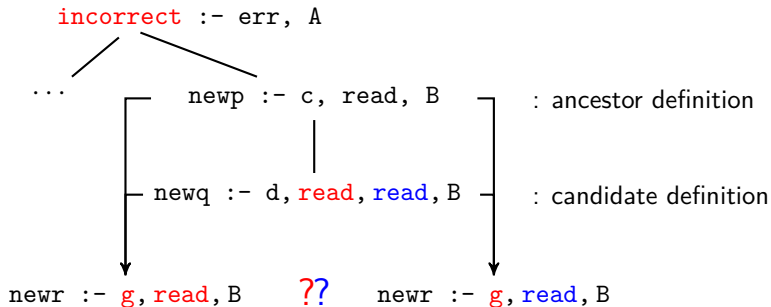 incorrect :- err, A
... newp :- c, read, B : ancestor definition
newq :- d, read, read, B : candidate definition
newr :- g, read, B ?? newr :- g, read, B